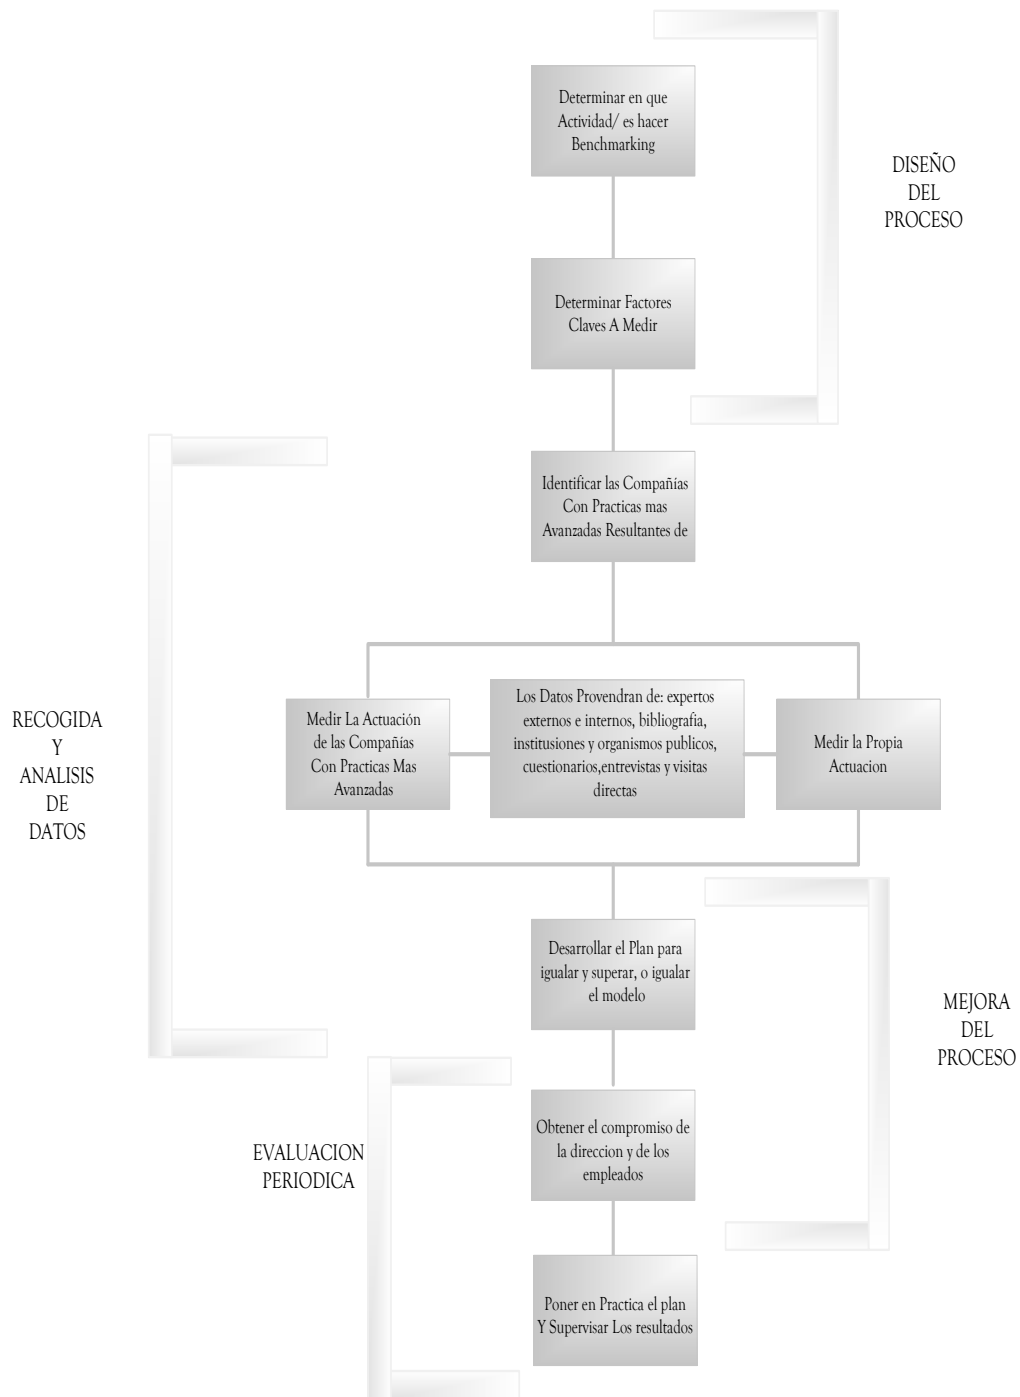 Determinar en que
Actividad/ es hacer
Benchmarking
DISEÑO
DEL
PROCESO
Determinar Factores
Claves A Medir
Identificar las Compañías
Con Practicas mas
Avanzadas Resultantes de
RECOGIDA
Y
ANALISIS
DE
DATOS
Medir La Actuación
de las Compañías
Con Practicas Mas
Avanzadas
Los Datos Provendran de: expertos
externos e internos, bibliografia,
institusiones y organismos publicos,
cuestionarios,entrevistas y visitas
directas
Medir la Propia
Actuacion
Desarrollar el Plan para
igualar y superar, o igualar
el modelo
MEJORA
DEL
PROCESO
Obtener el compromiso de
la direccion y de los
empleados
EVALUACION
PERIODICA
Poner en Practica el plan
Y Supervisar Los resultados